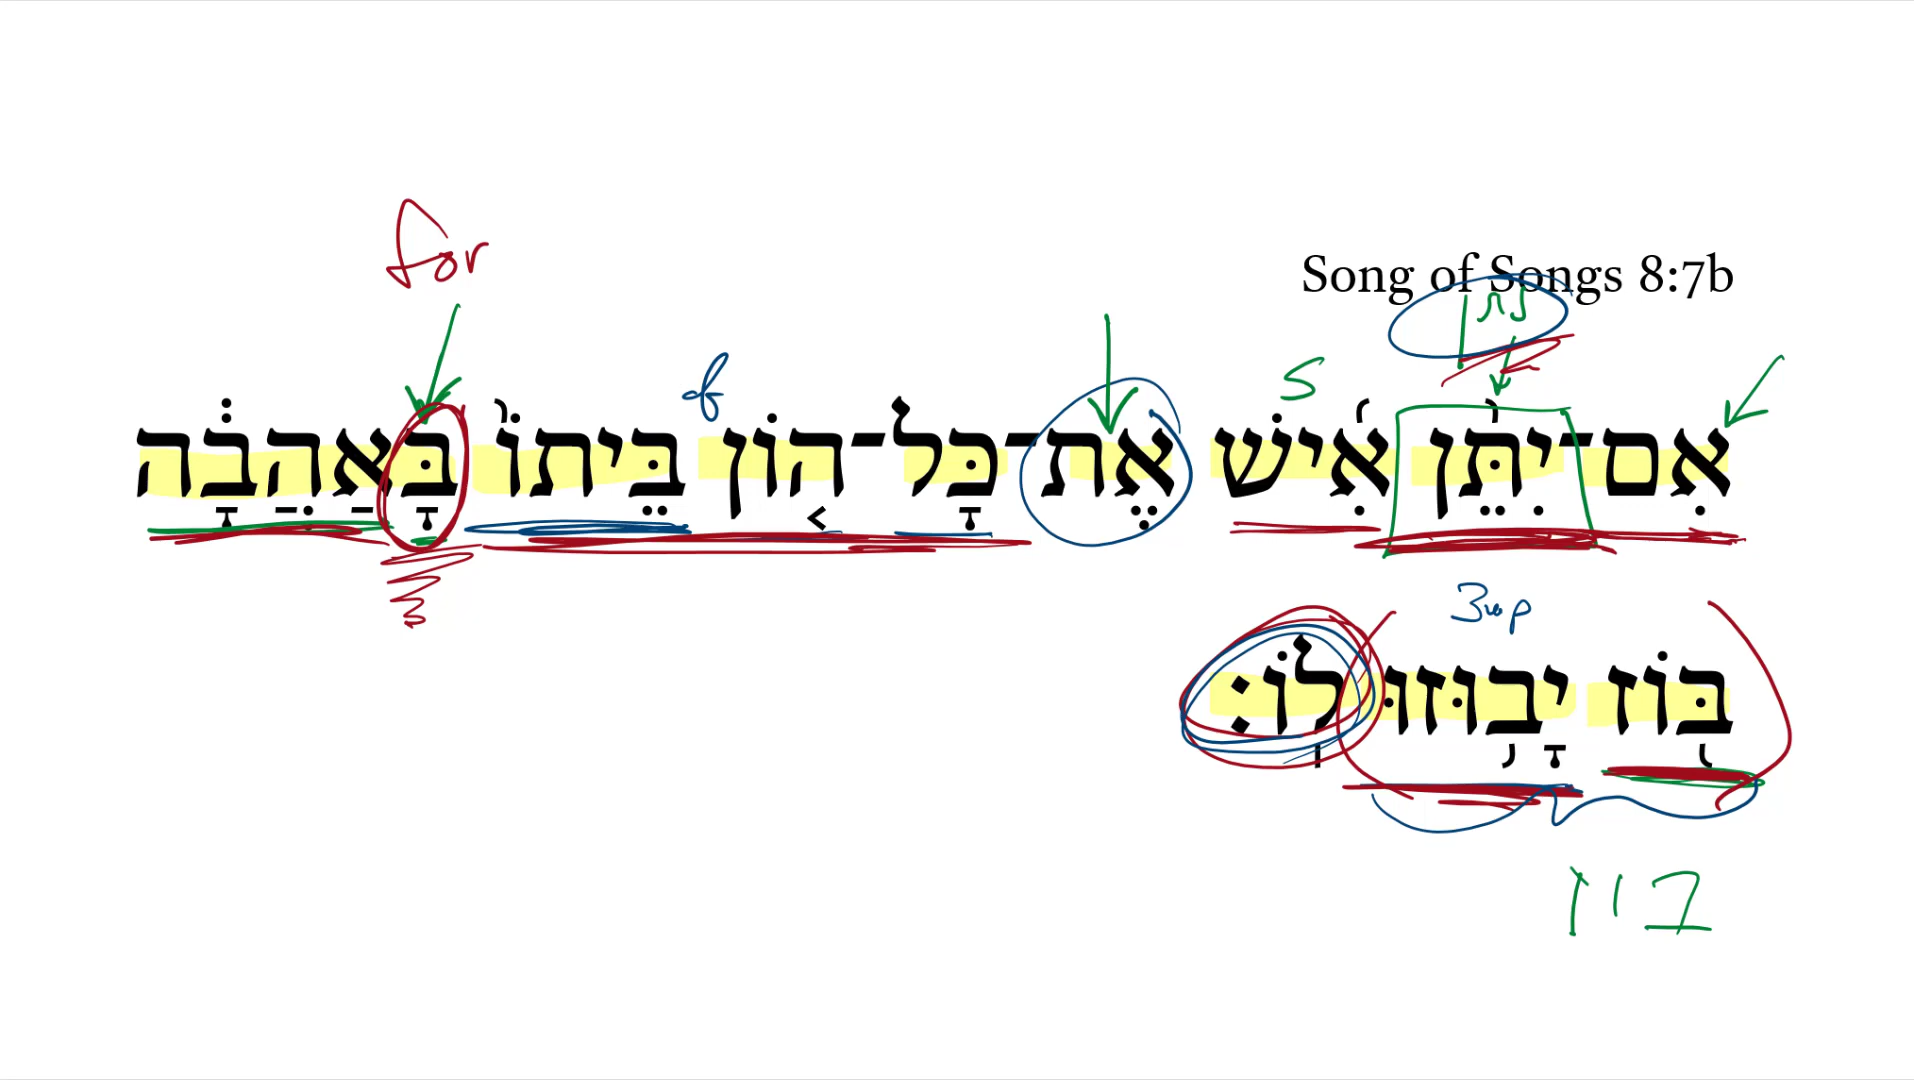 Song of Songs 8:7b
for
נתן
of
S
אִם־יִתֵּ֨ן אִ֜ישׁ אֶת־כָּל־ה֤וֹן בֵּיתוֹ֙ בָּאַהֲבָ֔ה
3mp
בּ֖וֹז יָב֥וּזוּ לֽוֹ׃
בוז